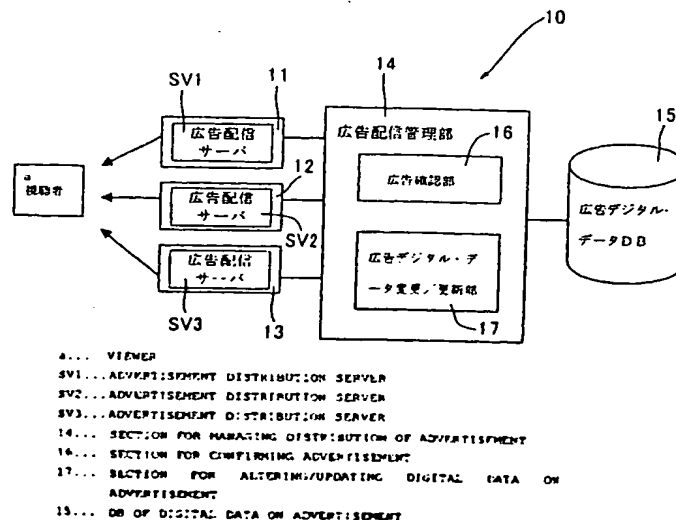 10
SV1
11
14
広告配信
サーバ
広告配信管理部
16
15
a
視聴者
広告確認部
12
広告配信
サーバ
SV2
広告デジタル・
データDB
広告配信
サーバ
広告デジタル・デ
ータ変更/更新部
SV3
13
17
a... VIEWER
SV1...ADVERTISEMENT DISTRIBUTION SERVER
SV2...ADVERTISEMENT DISTRIBUTION SERVER
SV3...ADVERTISEMENT DISTRIBUTION SERVER
14... SECTION FOR MANAGING DISTRIBUTION OF ADVERTISEMENT
16... SECTION FOR CONFIRMING ADVERTISEMENT
17... SECTION FOR ALTERING/UPDATING DIGITAL DATA ON
ADVERTISEMENT
15... DB OF DIGITAL DATA ON ADVERTISEMENT